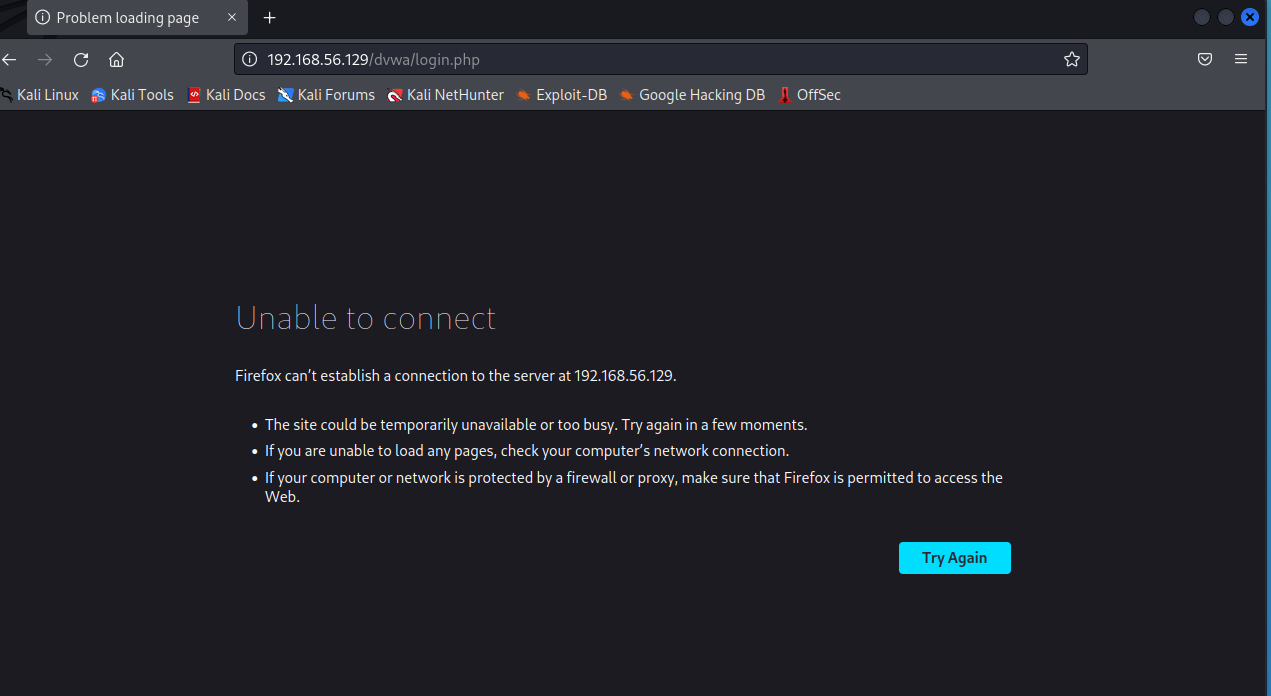 Problem loading page
192.168.56.129/dvwa/login.php
Kali Linux Kali Tools Kali Docs Kali Forums Kali NetHunter Exploit-DB Google Hacking DB OffSec
Unable to connect
Firefox can’t establish a connection to the server at 192.168.56.129.
• The site could be temporarily unavailable or too busy. Try again in a few moments.
• If you are unable to load any pages, check your computer’s network connection.
• If your computer or network is protected by a firewall or proxy, make sure that Firefox is permitted to access the
Web.
Try Again